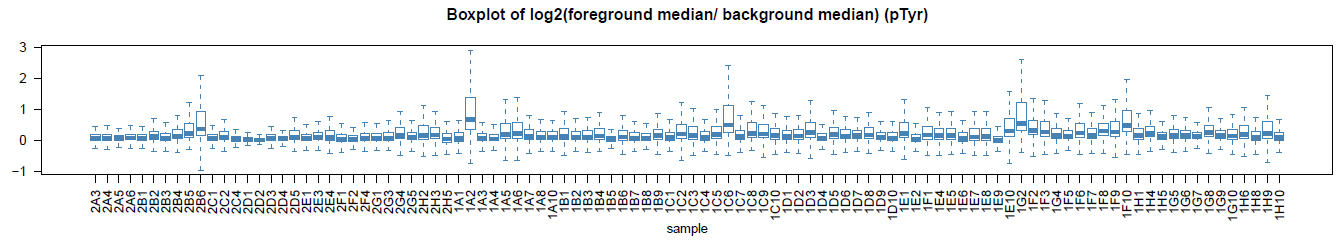 Boxplot of log2(foreground median/ background median) (pTyr)
3
2
1
0
−1
2A3 2A4 2A5 2A6 2B1 2B2 2B3 2B4 2B5 2B6 2C1 2C2 2C4 2D1 2D2 2D3 2D4 2D5 2E1 2E3 2E4 2F1 2F2 2F4 2G1 2G3 2G4 2G5 2H2 2H3 2H5 1A1 1A2 1A3 1A4 1A5 1A6 1A7 1A8 1A10 1B1 1B2 1B3 1B4 1B5 1B6 1B7 1B8 1B9 1C1 1C2 1C3 1C4 1C5 1C6 1C7 1C8 1C9 1C10 1D1 1D2 1D3 1D4 1D5 1D6 1D7 1D8 1D9 1D10 1E1 1E2 1F1 1E4 1E5 1E6 1E7 1E8 1E9 1E10 1G2 1F2 1F3 1G4 1F5 1F6 1F7 1F8 1F9 1F10 1H1 1H4 1H5 1G6 1G7 1G8 1G9 1G10 1H6 1H8 1H9 1H10
sample